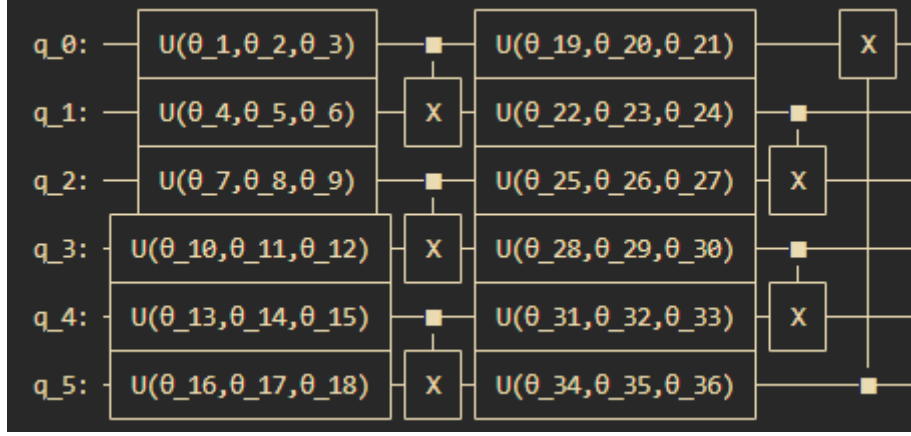 q_0: U(θ_1,θ_2,θ_3) U(θ_19,θ_20,θ_21) X
q_1: U(θ_4,θ_5,θ_6) X U(θ_22,θ_23,θ_24)
q_2: U(θ_7,θ_8,θ_9) U(θ_25,θ_26,θ_27) X
q_3: U(θ_10,θ_11,θ_12) X U(θ_28,θ_29,θ_30)
q_4: U(θ_13,θ_14,θ_15) U(θ_31,θ_32,θ_33) X
q_5: U(θ_16,θ_17,θ_18) X U(θ_34,θ_35,θ_36)